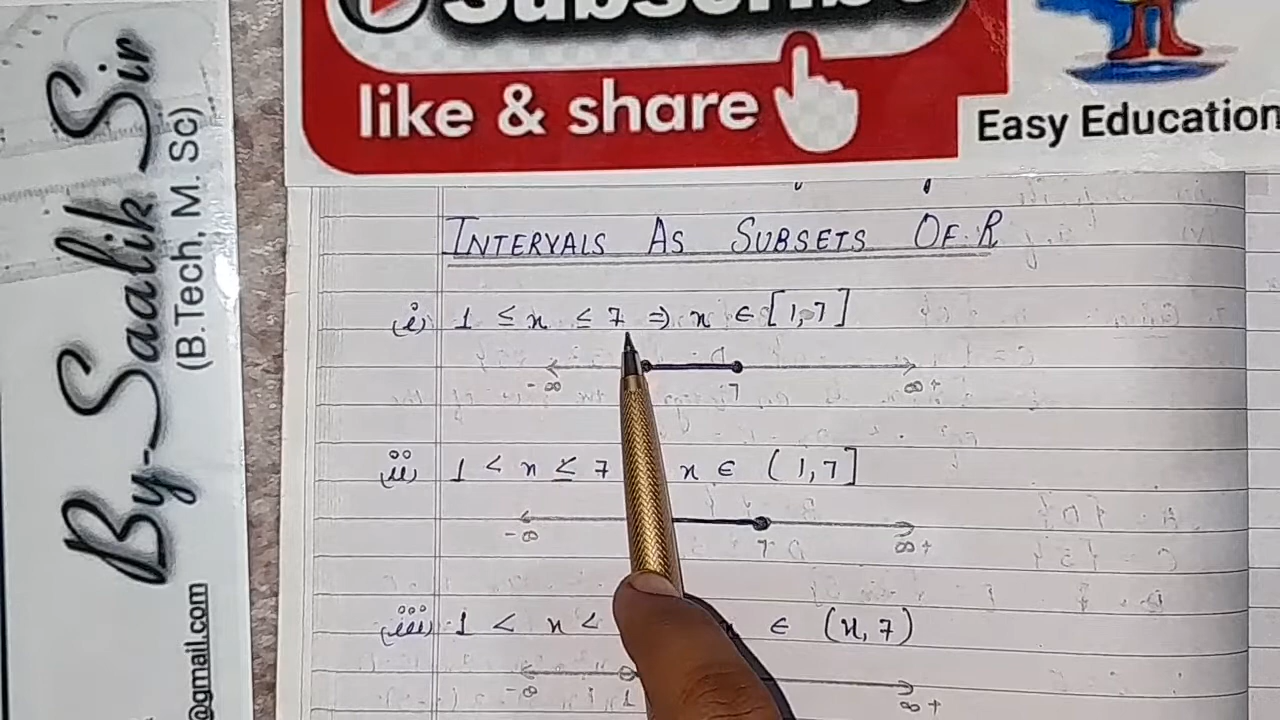 Subscribe
like & share
Easy Education
By-Saalik Sir
(B.Tech, M. Sc)
@gmail.com
INTERVALS AS SUBSETS OF R
(i) 1 ≤ x ≤ 7 ⇒ x ∈ [1,7]
-∞ 7 ∞+
(ii) 1 < x ≤ 7 x ∈ (1,7]
-∞ 7 ∞+
(iii) 1 < x < x ∈ (x,7)
-∞ 1 ∞+